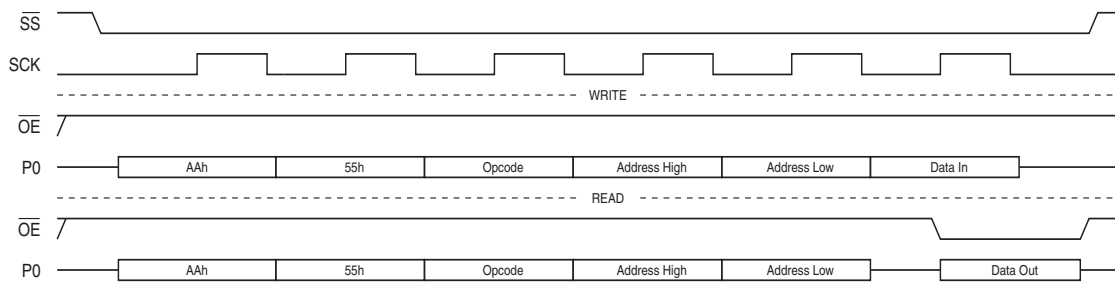 SS
SCK
WRITE
OE
P0 AAh 55h Opcode Address High Address Low Data In
READ
OE
P0 AAh 55h Opcode Address High Address Low Data Out